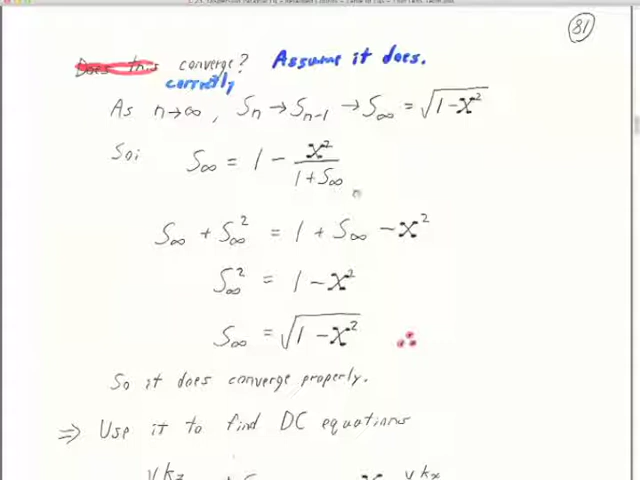 81
Does this converge? Assume it does.
correctly
As n→∞, Sn → Sn-1 → S∞ = √(1-x²)
So: S∞ = 1 - x²/(1+S∞)
S∞ + S∞² = 1 + S∞ - x²
S∞² = 1 - x²
S∞ = √(1-x²) ∴
So it does converge properly.
⇒ Use it to find DC equations